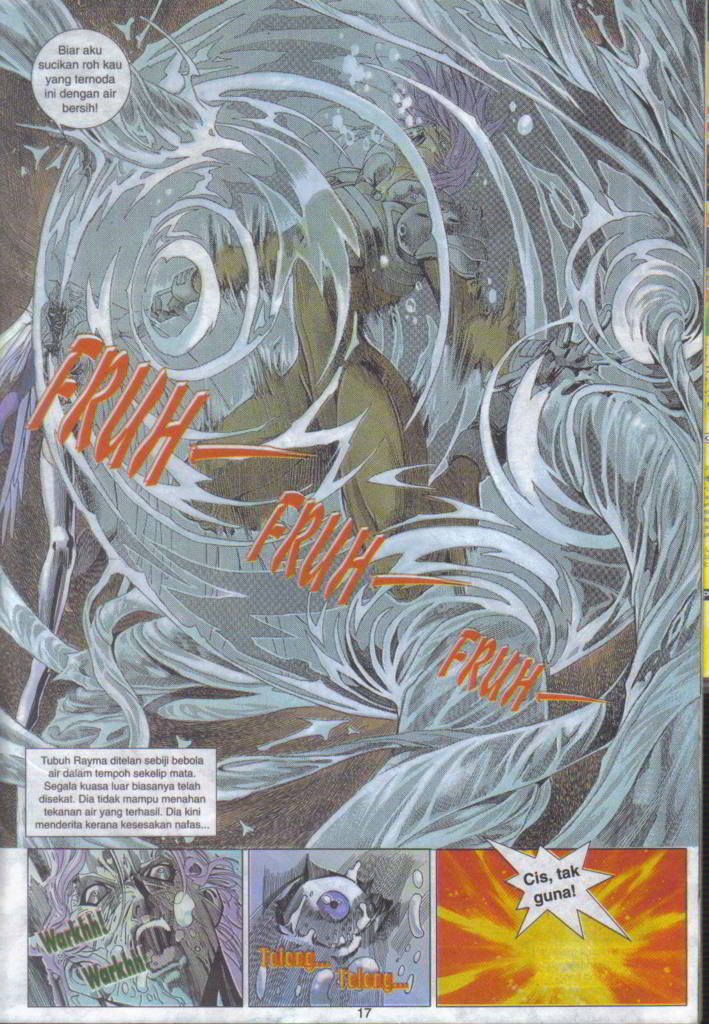 Biar aku
sucikan roh kau
yang ternoda
ini dengan air
bersih!
FRUH
FRUH
FRUH
Tubuh Rayma ditelan sebiji bebola
air dalam tempoh sekelip mata.
Segala kuasa luar biasanya telah
disekat. Dia tidak mampu menahan
tekanan air yang terhasil. Dia kini
menderita kerana kesesakan nafas...
Warkhh!
Warkhh!
Tolong...
Tolong...
Cis, tak
guna!
17